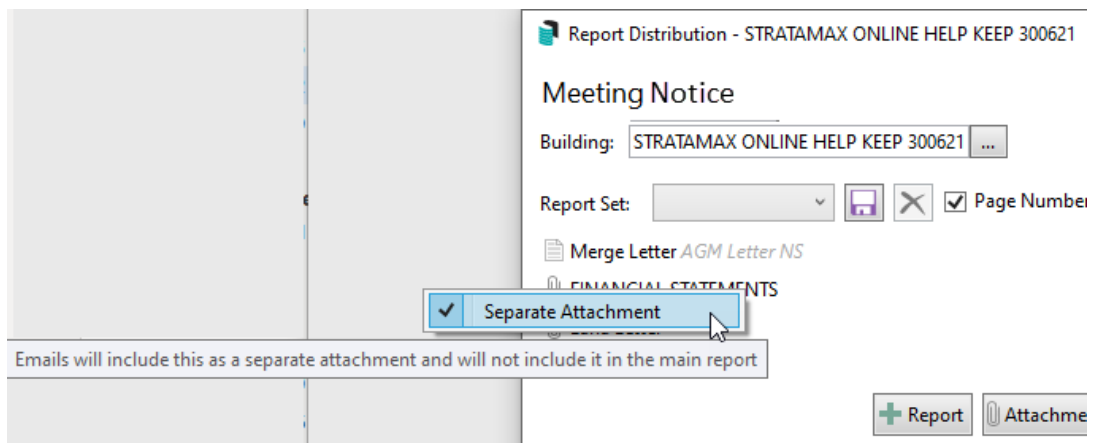 Report Distribution - STRATAMAX ONLINE HELP KEEP 300621
Meeting Notice
Building: STRATAMAX ONLINE HELP KEEP 300621 ...
Report Set: Page Number
Merge Letter AGM Letter NS
FINANCIAL STATEMENTS
Separate Attachment
Emails will include this as a separate attachment and will not include it in the main report
Report Attachme